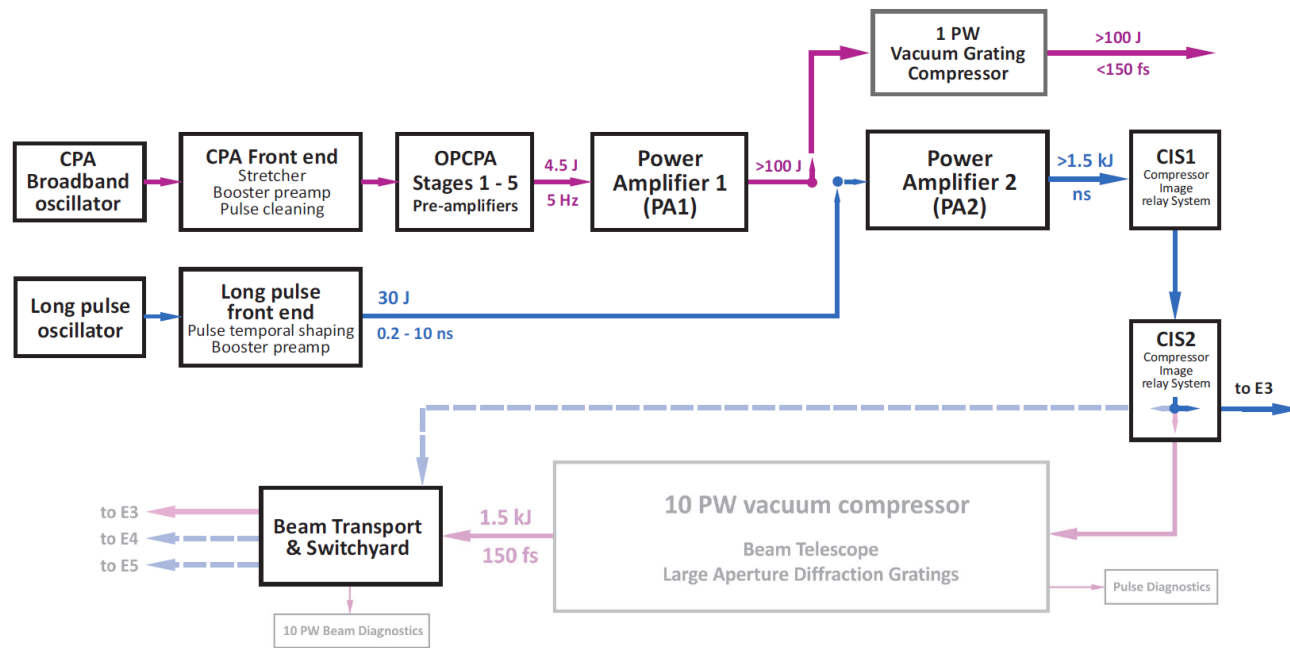 1 PW
Vacuum Grating
Compressor
>100 J
<150 fs
CPA
Broadband
oscillator
CPA Front end
Stretcher
Booster preamp
Pulse cleaning
OPCPA
Stages 1 - 5
Pre-amplifiers
4.5 J
5 Hz
Power
Amplifier 1
(PA1)
>100 J
Power
Amplifier 2
(PA2)
>1.5 kJ
ns
CIS1
Compressor
Image
relay System
Long pulse
oscillator
Long pulse
front end
Pulse temporal shaping
Booster preamp
30 J
0.2 - 10 ns
CIS2
Compressor
Image
relay System
to E3
to E3
to E4
to E5
Beam Transport
& Switchyard
1.5 kJ
150 fs
10 PW vacuum compressor
Beam Telescope
Large Aperture Diffraction Gratings
Pulse Diagnostics
10 PW Beam Diagnostics